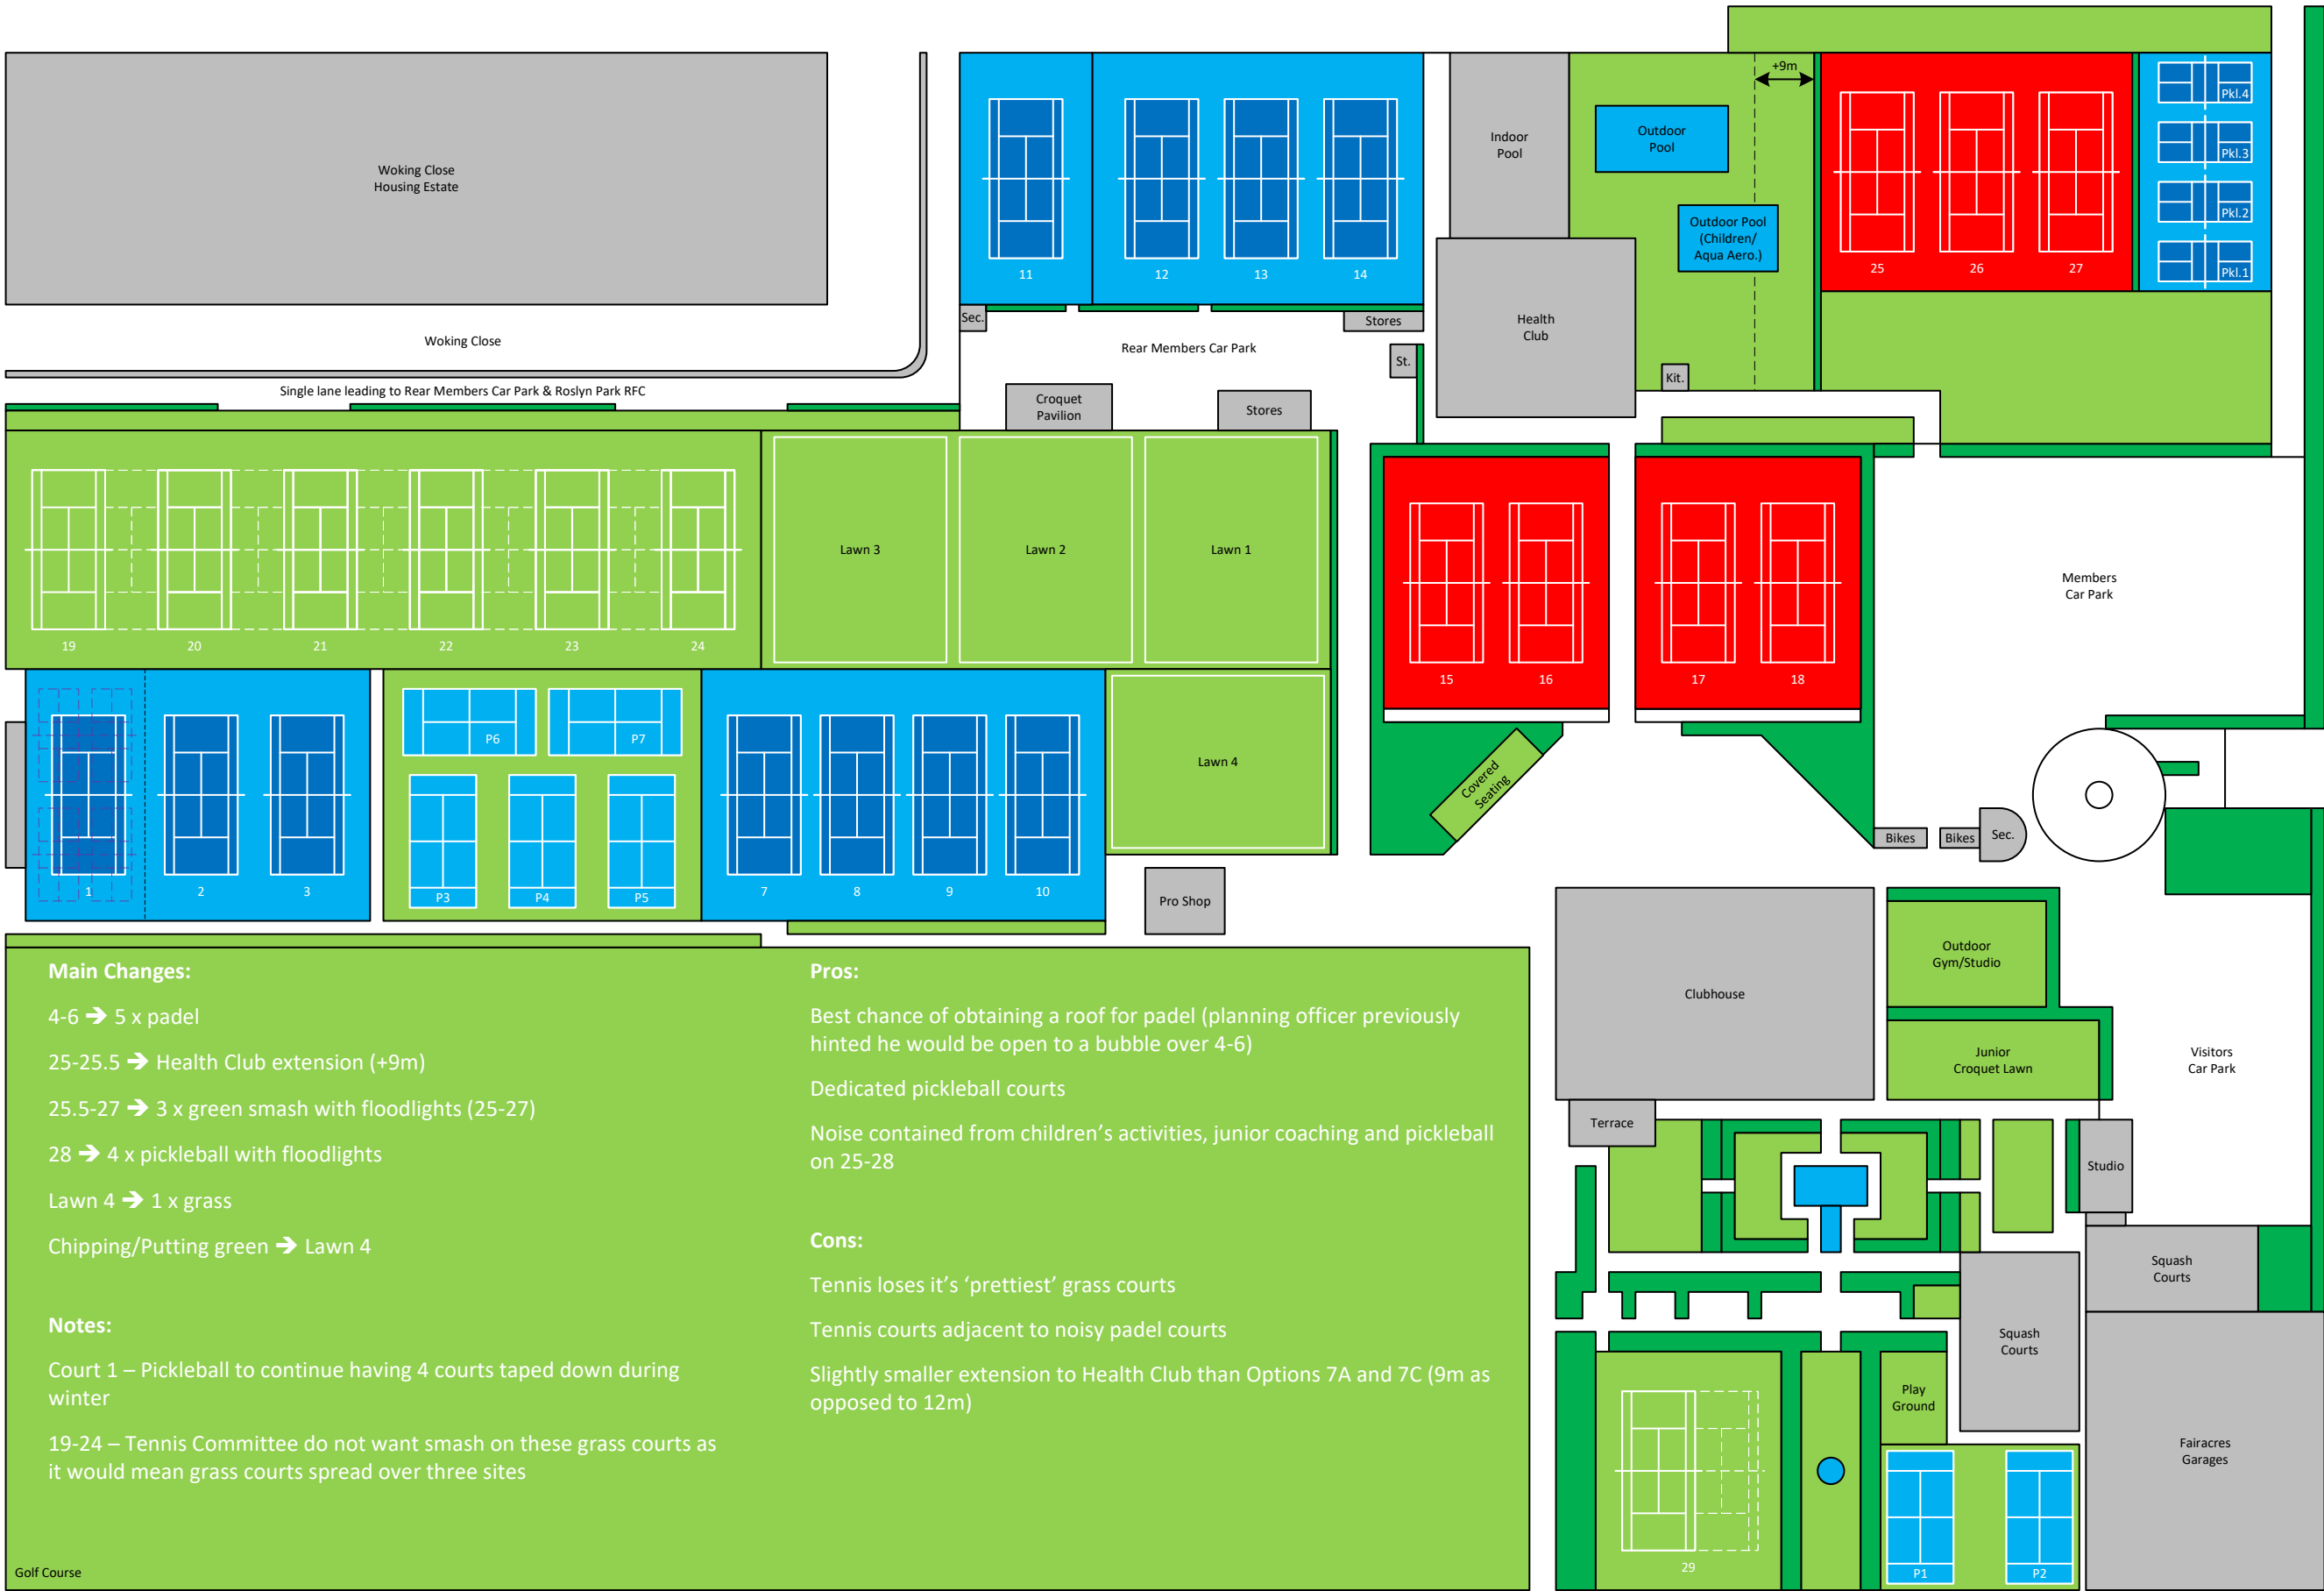 Woking Close
Housing Estate
Woking Close
Single lane leading to Rear Members Car Park & Roslyn Park RFC
11
12
13
14
Sec.
Stores
Rear Members Car Park
St.
Croquet
Pavilion
Stores
Indoor
Pool
Health
Club
Outdoor
Pool
Outdoor Pool
(Children/
Aqua Aero.)
+9m
Kit.
25
26
27
Pkl.4
Pkl.3
Pkl.2
Pkl.1
19
20
21
22
23
24
Lawn 3
Lawn 2
Lawn 1
Lawn 4
15
16
17
18
Members
Car Park
1
2
3
P6
P7
P3
P4
P5
7
8
9
10
Covered
Seating
Pro Shop
Bikes
Bikes
Sec.
Clubhouse
Terrace
Outdoor
Gym/Studio
Junior
Croquet Lawn
Visitors
Car Park
Studio
Squash
Courts
Squash
Courts
Play
Ground
Fairacres
Garages
29
P1
P2
Main Changes:
4-6 ➔ 5 x padel
25-25.5 ➔ Health Club extension (+9m)
25.5-27 ➔ 3 x green smash with floodlights (25-27)
28 ➔ 4 x pickleball with floodlights
Lawn 4 ➔ 1 x grass
Chipping/Putting green ➔ Lawn 4
Notes:
Court 1 – Pickleball to continue having 4 courts taped down during
winter
19-24 – Tennis Committee do not want smash on these grass courts as
it would mean grass courts spread over three sites
Pros:
Best chance of obtaining a roof for padel (planning officer previously
hinted he would be open to a bubble over 4-6)
Dedicated pickleball courts
Noise contained from children’s activities, junior coaching and pickleball
on 25-28
Cons:
Tennis loses it’s ‘prettiest’ grass courts
Tennis courts adjacent to noisy padel courts
Slightly smaller extension to Health Club than Options 7A and 7C (9m as
opposed to 12m)
Golf Course